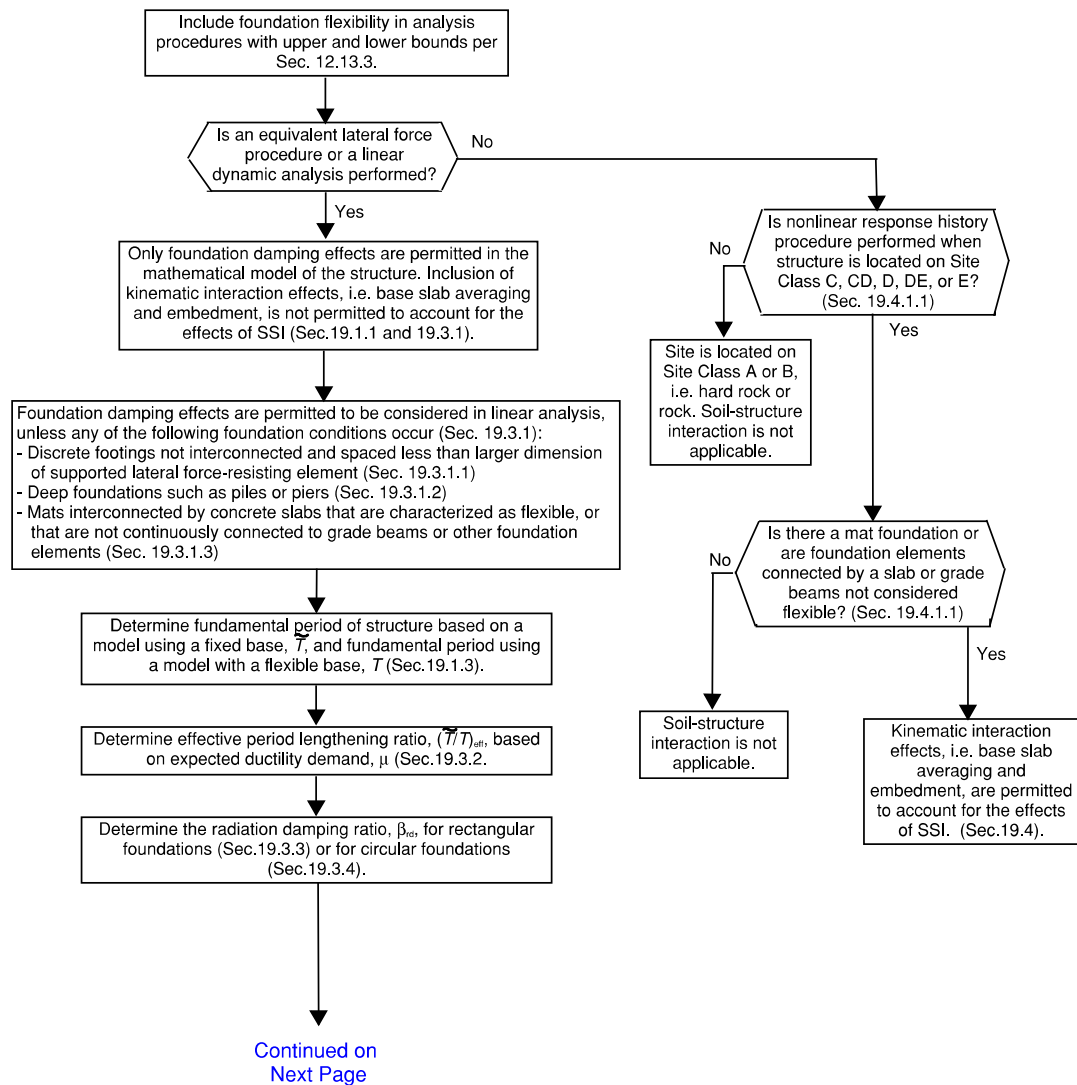 Include foundation flexibility in analysis
procedures with upper and lower bounds per
Sec. 12.13.3.
Is an equivalent lateral force
procedure or a linear
dynamic analysis performed?
No
Yes
Only foundation damping effects are permitted in the
mathematical model of the structure. Inclusion of
kinematic interaction effects, i.e. base slab averaging
and embedment, is not permitted to account for the
effects of SSI (Sec.19.1.1 and 19.3.1).
Foundation damping effects are permitted to be considered in linear analysis,
unless any of the following foundation conditions occur (Sec. 19.3.1):
- Discrete footings not interconnected and spaced less than larger dimension
of supported lateral force-resisting element (Sec. 19.3.1.1)
- Deep foundations such as piles or piers (Sec. 19.3.1.2)
- Mats interconnected by concrete slabs that are characterized as flexible, or
that are not continuously connected to grade beams or other foundation
elements (Sec. 19.3.1.3)
Determine fundamental period of structure based on a
model using a fixed base, T̃, and fundamental period using
a model with a flexible base, T (Sec.19.1.3).
Determine effective period lengthening ratio, (T̃/T)eff, based
on expected ductility demand, μ (Sec.19.3.2.
Determine the radiation damping ratio, βrd, for rectangular
foundations (Sec.19.3.3) or for circular foundations
(Sec.19.3.4).
Continued on
Next Page
Is nonlinear response history
procedure performed when
structure is located on Site
Class C, CD, D, DE, or E?
(Sec. 19.4.1.1)
No
Yes
Site is located on
Site Class A or B,
i.e. hard rock or
rock. Soil-structure
interaction is not
applicable.
Is there a mat foundation or
are foundation elements
connected by a slab or grade
beams not considered
flexible? (Sec. 19.4.1.1)
No
Yes
Soil-structure
interaction is not
applicable.
Kinematic interaction
effects, i.e. base slab
averaging and
embedment, are permitted
to account for the effects
of SSI. (Sec.19.4).